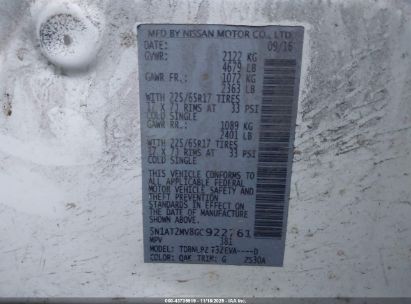 MFD BY NISSAN MOTOR CO., LTD.
DATE: 09/16
GVWR: 2122 KG
4679 LB
GAWR FR.: 1072 KG
2363 LB
WITH 225/65R17 TIRES
17 X 7J RIMS AT 33 PSI
COLD SINGLE
GAWR RR.: 1089 KG
2401 LB
WITH 225/65R17 TIRES
17 X 7J RIMS AT 33 PSI
COLD SINGLE
THIS VEHICLE CONFORMS TO
ALL APPLICABLE FEDERAL
MOTOR VEHICLE SAFETY AND
THEFT PREVENTION
STANDARDS IN EFFECT ON
THE DATE OF MANUFACTURE
SHOWN ABOVE.
5N1AT2MV8GC922761
MPV
COLOR: QAK TRIM: G